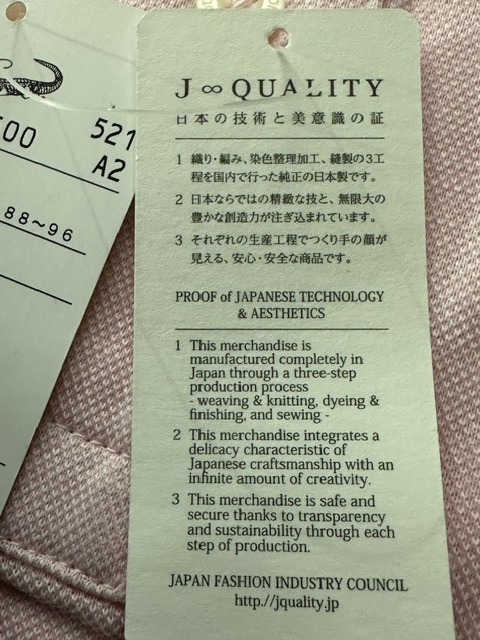 00
521
A2
88~96
J∞QUALITY
日本の技術と美意識の証
1 織り・編み、染色整理加工、縫製の3工
程を国内で行った純正の日本製です。
2 日本ならではの精緻な技と、無限大の
豊かな創造力が注ぎ込まれています。
3 それぞれの生産工程でつくり手の顔が
見える、安心・安全な商品です。
PROOF of JAPANESE TECHNOLOGY
& AESTHETICS
1 This merchandise is
manufactured completely in
Japan through a three-step
production process
- weaving & knitting, dyeing &
finishing, and sewing -
2 This merchandise integrates a
delicacy characteristic of
Japanese craftsmanship with an
infinite amount of creativity.
3 This merchandise is safe and
secure thanks to transparency
and sustainability through each
step of production.
JAPAN FASHION INDUSTRY COUNCIL
http.//jquality.jp